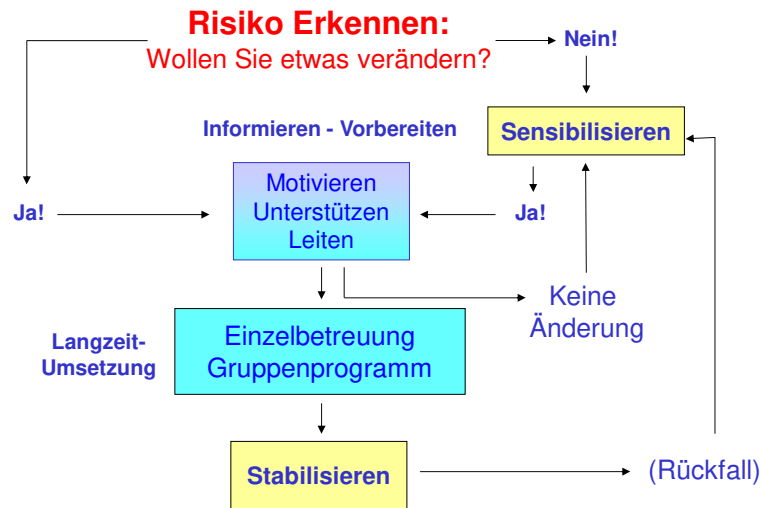 Risiko Erkennen:
Wollen Sie etwas verändern?
Nein!
Informieren - Vorbereiten
Sensibilisieren
Ja!
Motivieren
Unterstützen
Leiten
Ja!
Keine
Änderung
Langzeit-
Umsetzung
Einzelbetreuung
Gruppenprogramm
Stabilisieren
(Rückfall)